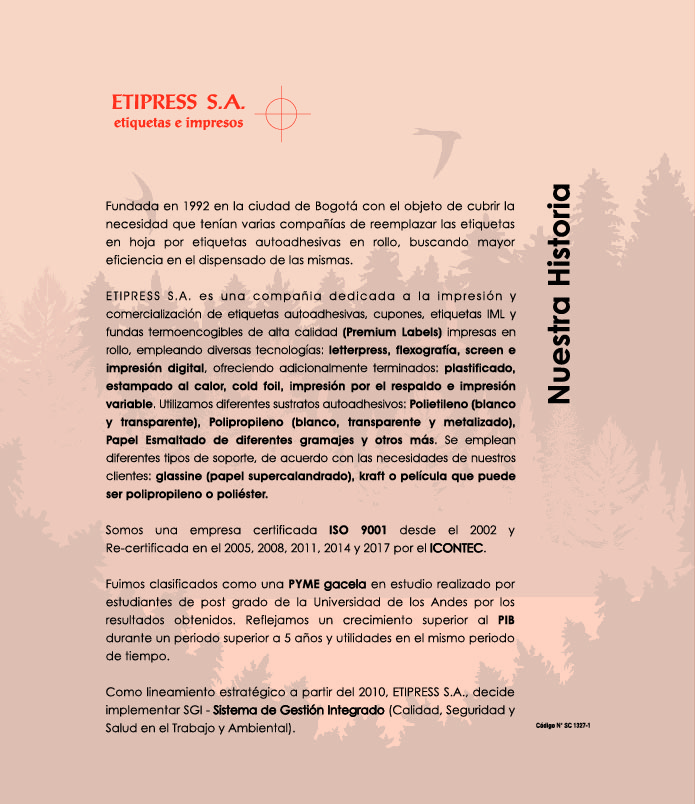 ETIPRESS S.A.
etiquetas e impresos
Nuestra Historia
Fundada en 1992 en la ciudad de Bogotá con el objeto de cubrir la
necesidad que tenían varias compañías de reemplazar las etiquetas
en hoja por etiquetas autoadhesivas en rollo, buscando mayor
eficiencia en el dispensado de las mismas.
ETIPRESS S.A. es una compañia dedicada a la impresión y
comercialización de etiquetas autoadhesivas, cupones, etiquetas IML y
fundas termoencogibles de alta calidad (Premium Labels) impresas en
rollo, empleando diversas tecnologías: letterpress, flexografía, screen e
impresión digital, ofreciendo adicionalmente terminados: plastificado,
estampado al calor, cold foil, impresión por el respaldo e impresión
variable. Utilizamos diferentes sustratos autoadhesivos: Polietileno (blanco
y transparente), Polipropileno (blanco, transparente y metalizado),
Papel Esmaltado de diferentes gramajes y otros más. Se emplean
diferentes tipos de soporte, de acuerdo con las necesidades de nuestros
clientes: glassine (papel supercalandrado), kraft o película que puede
ser polipropileno o poliéster.
Somos una empresa certificada ISO 9001 desde el 2002 y
Re-certificada en el 2005, 2008, 2011, 2014 y 2017 por el ICONTEC.
Fuimos clasificados como una PYME gacela en estudio realizado por
estudiantes de post grado de la Universidad de los Andes por los
resultados obtenidos. Reflejamos un crecimiento superior al PIB
durante un periodo superior a 5 años y utilidades en el mismo periodo
de tiempo.
Como lineamiento estratégico a partir del 2010, ETIPRESS S.A., decide
implementar SGI - Sistema de Gestión Integrado (Calidad, Seguridad y
Salud en el Trabajo y Ambiental).
Código N° SC 1327-1